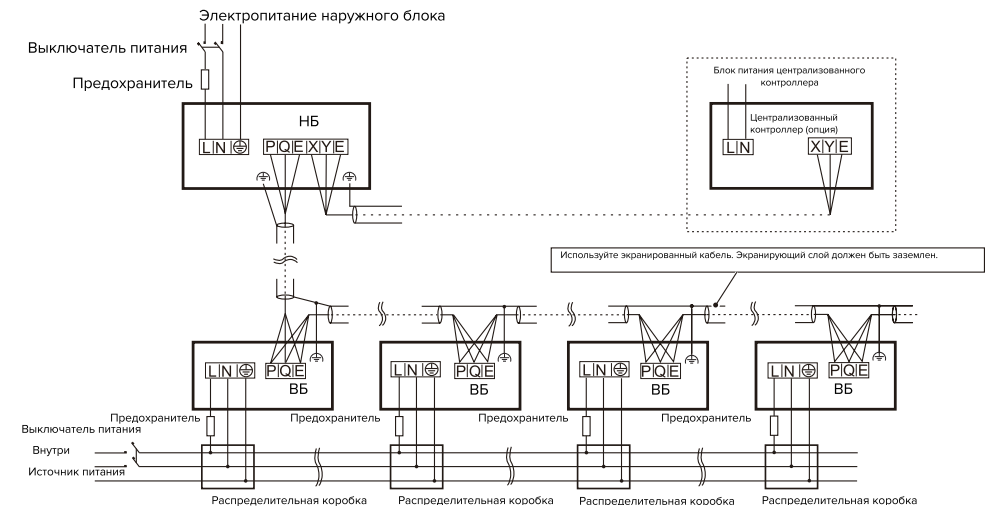 Электропитание наружного блока
Выключатель питания
Предохранитель
Блок питания централизованного
контроллера
НБ
Централизованный
контроллер (опция)
L N
P Q E X Y E
L N
X Y E
Используйте экранированный кабель. Экранирующий слой должен быть заземлен.
L N
P Q E
ВБ
L N
P Q E
ВБ
L N
P Q E
ВБ
L N
P Q E
ВБ
Предохранитель
Предохранитель
Предохранитель
Предохранитель
Выключатель питания
Внутри
Источник питания
Распределительная коробка
Распределительная коробка
Распределительная коробка
Распределительная коробка